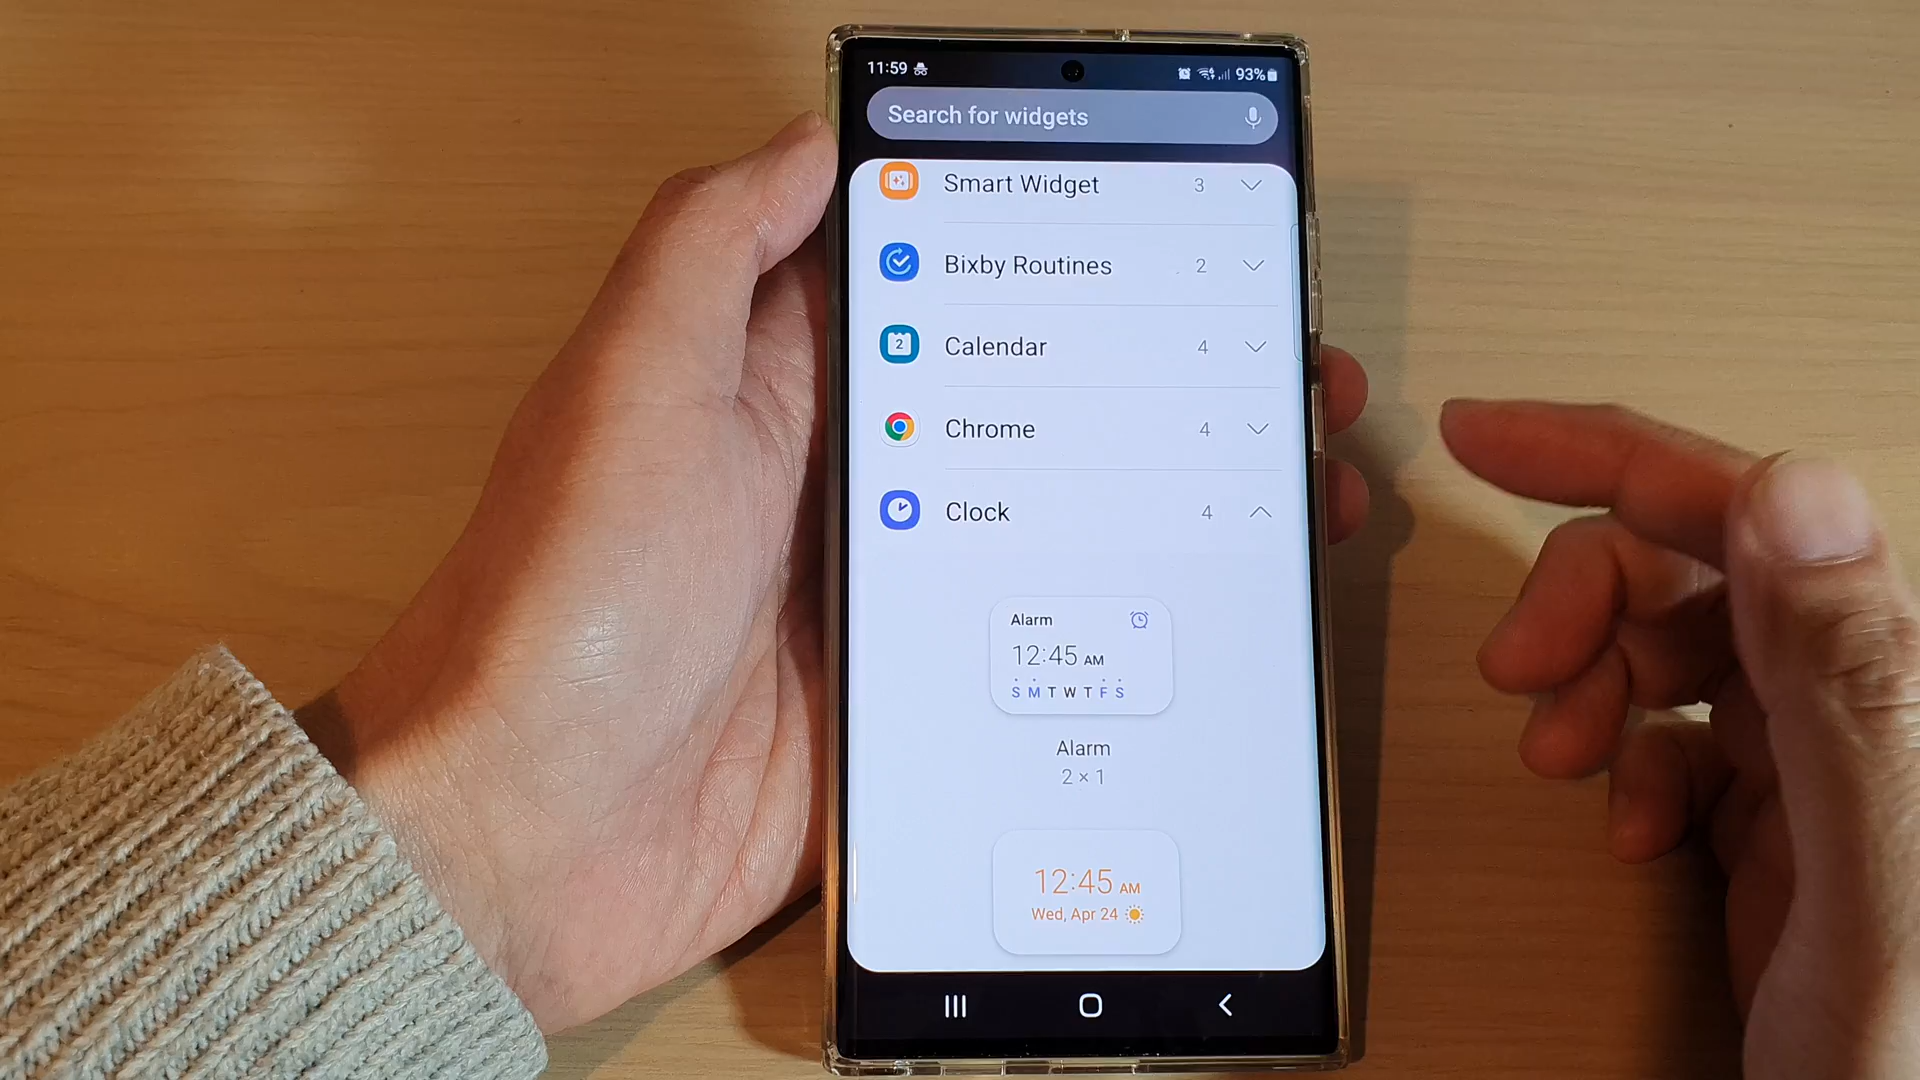 11:59
93%
Search for widgets
Smart Widget 3
Bixby Routines 2
2
Calendar 4
Chrome 4
Clock 4
Alarm
12:45 AM
S M T W T F S
Alarm
2 × 1
12:45 AM
Wed, Apr 24